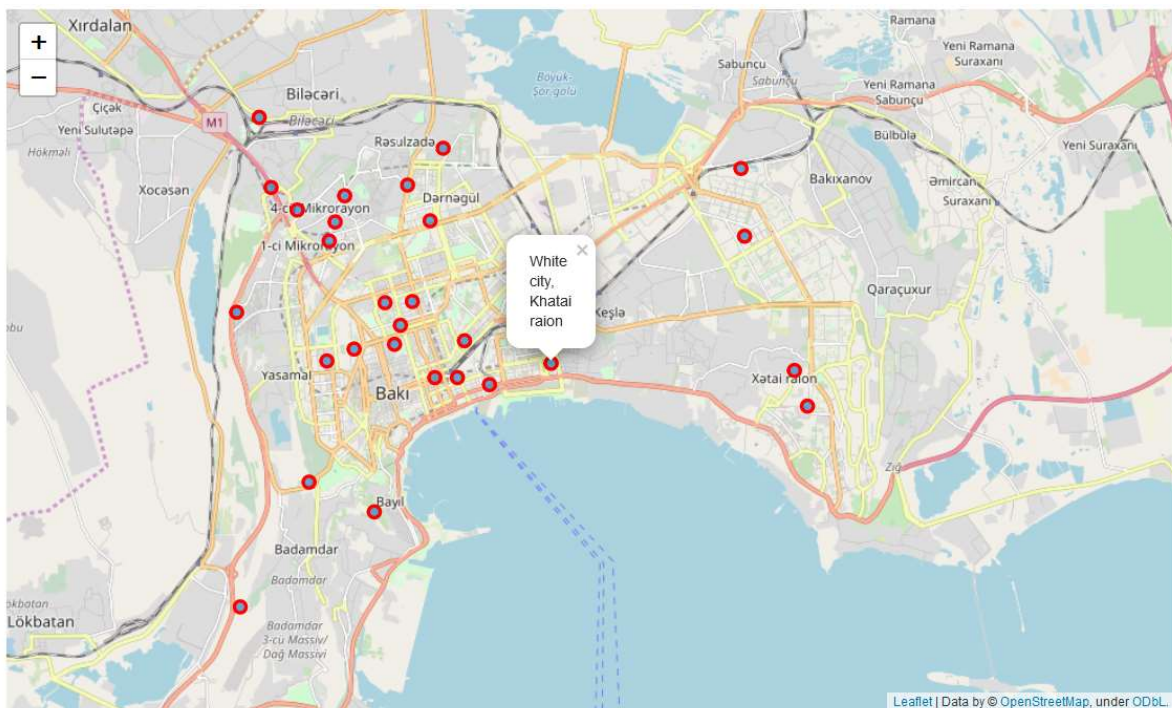 Xırdalan
+
−
Biləcəri
Biləcəri
M1
Çiçək
Yeni Sulutəpə
Hökməli
Xocəsən
Rəsulzadə
Dərnəgül
4-cü Mikrorayon
1-ci Mikrorayon
Böyük-
Şor gölü
Sabunçu
Sabunçu
Ramana
Yeni Ramana
Suraxanı
Yeni Ramana
Sabunçu
Bülbülə
Yeni Suraxanı
Bakıxanov
Əmircan
Suraxanı
Qaraçuxur
White
city,
Khatai
raion
×
Keşlə
Yasamal
Bakı
Xətai raion
Zığ
Bayıl
Badamdar
Badamdar
Badamdar
3-cü Massiv/
Dağ Massivi
Lökbatan
Leaflet | Data by © OpenStreetMap, under ODbL.